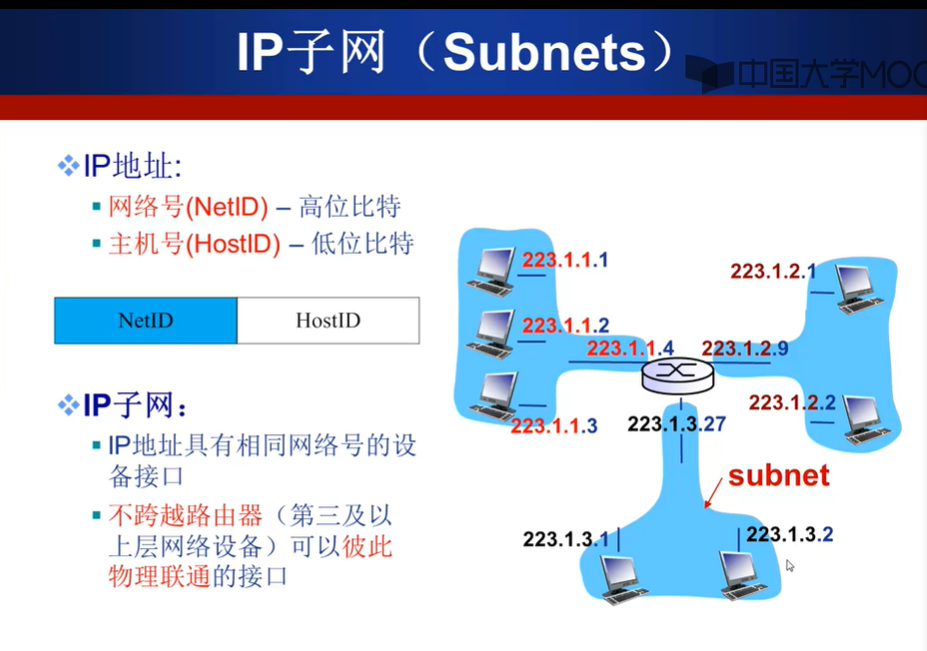 IP子网（Subnets）
中国大学MOO
IP地址:
网络号(NetID) – 高位比特
主机号(HostID) – 低位比特
NetID HostID
IP子网：
IP地址具有相同网络号的设
备接口
不跨越路由器（第三及以
上层网络设备）可以彼此
物理联通的接口
223.1.1.1
223.1.2.1
223.1.1.2
223.1.1.4
223.1.2.9
223.1.1.3
223.1.3.27
223.1.2.2
subnet
223.1.3.1
223.1.3.2